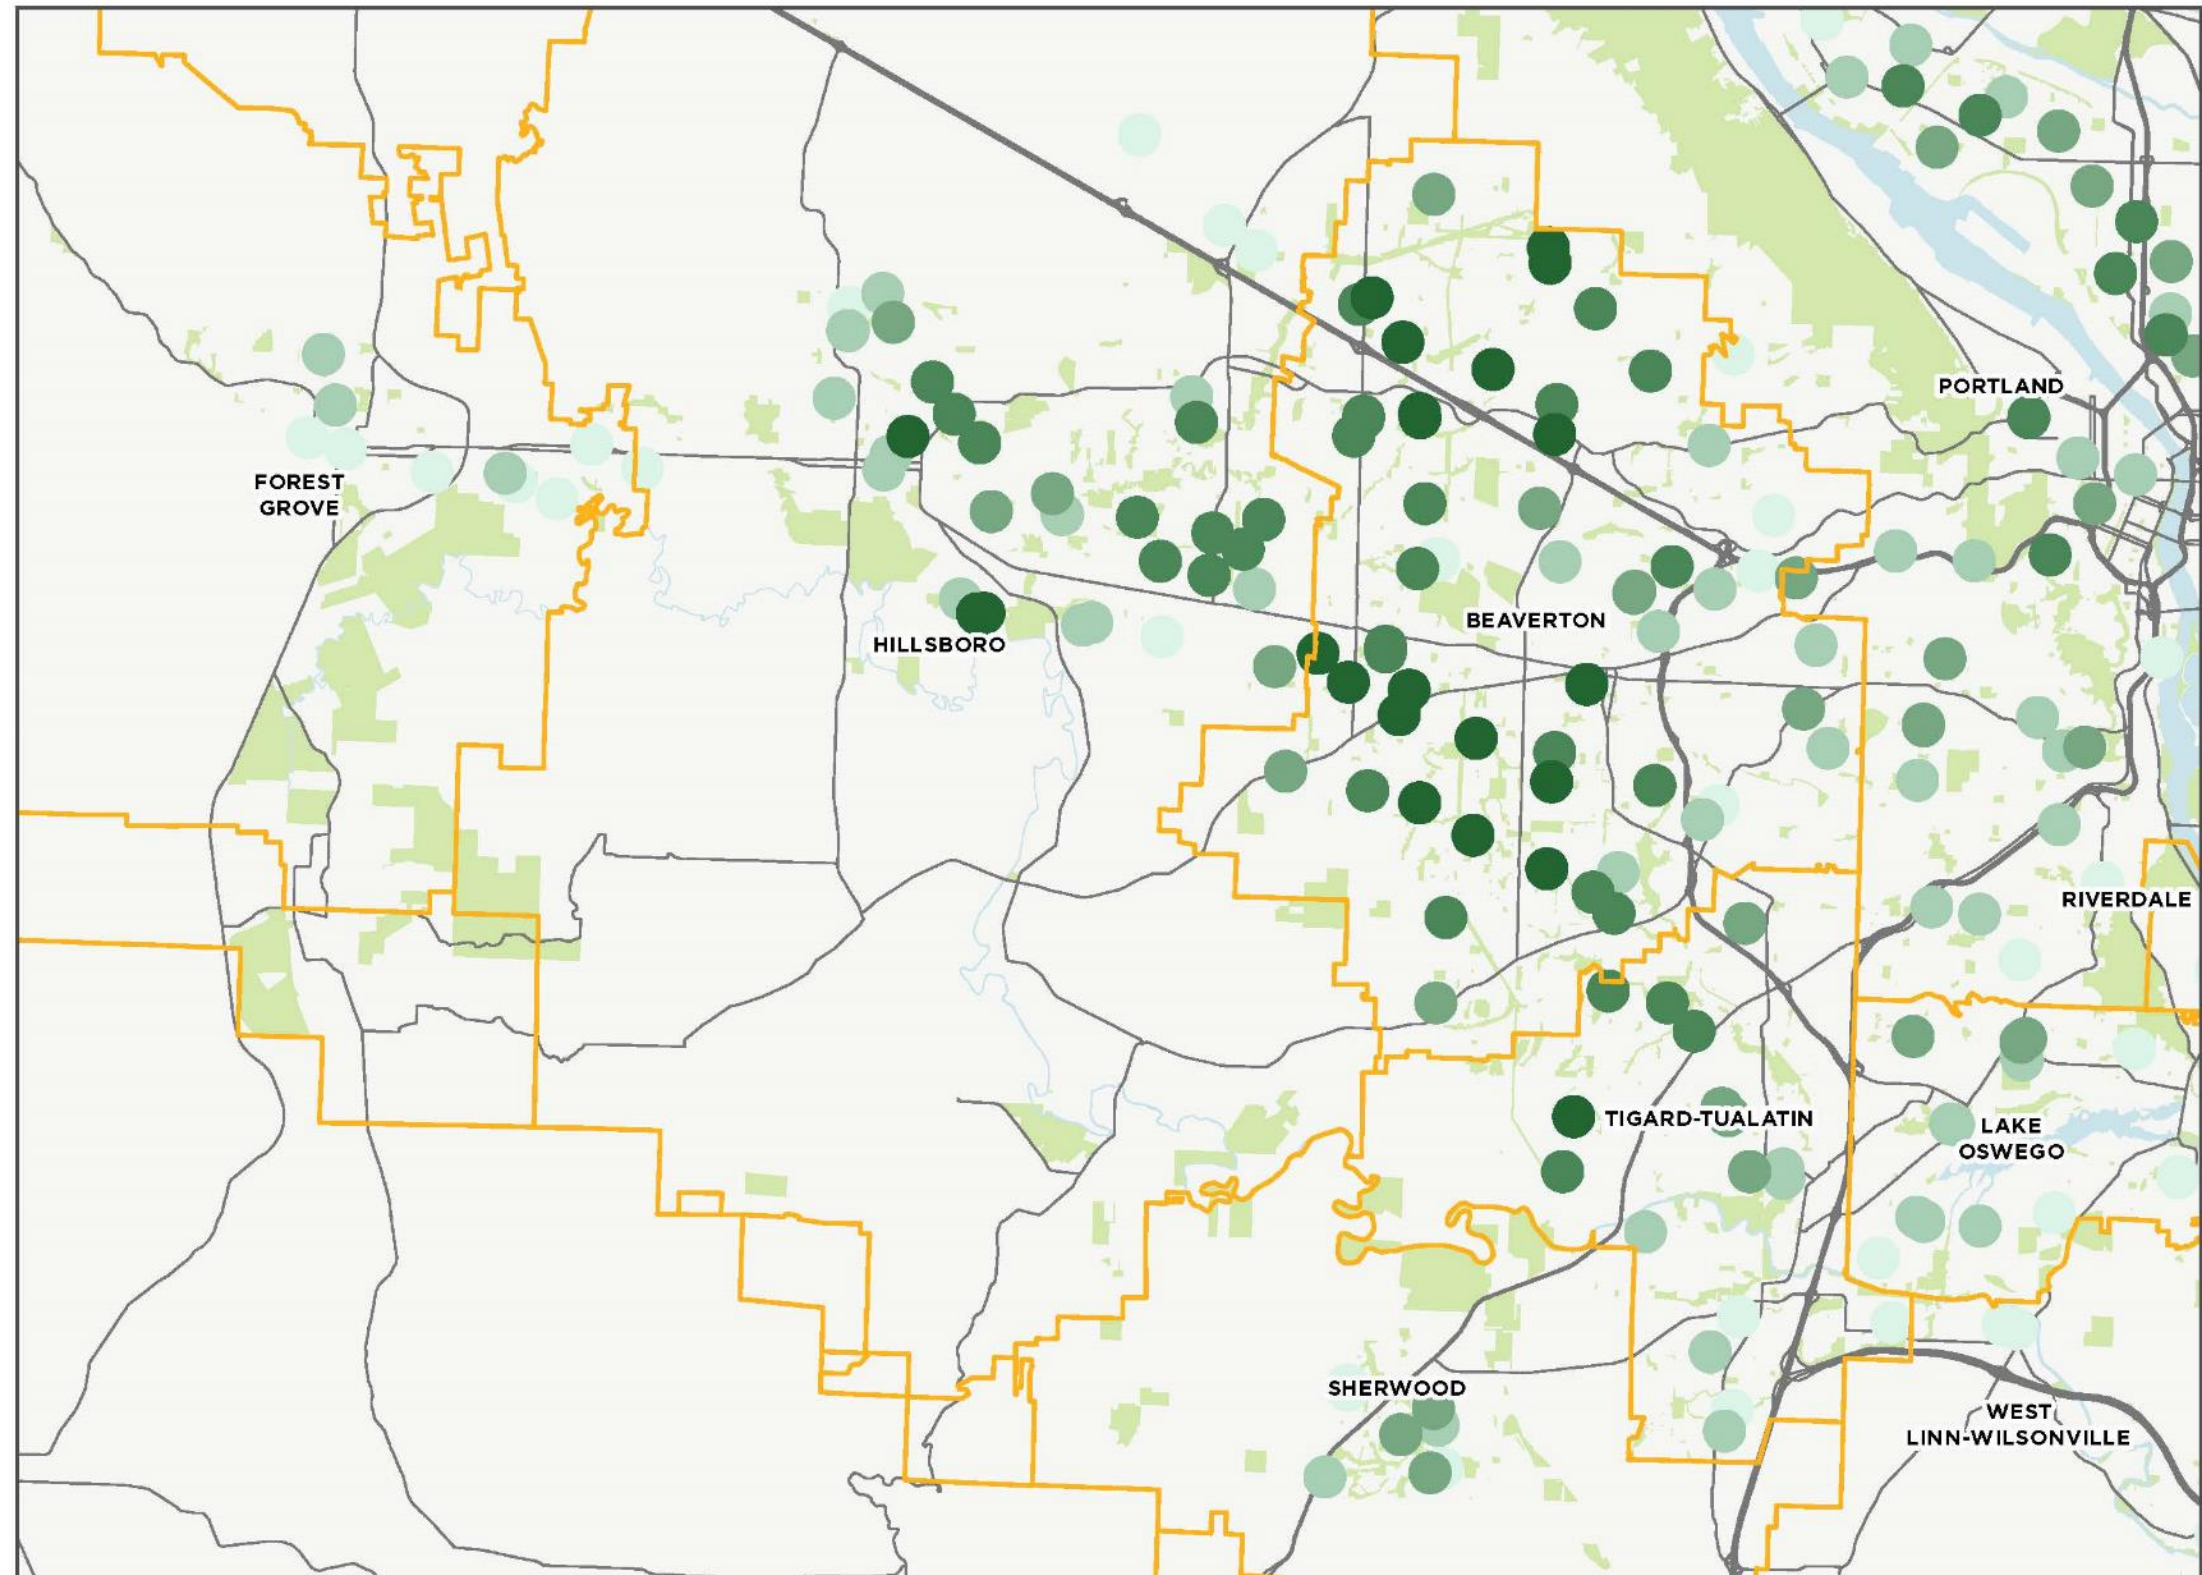 PORTLAND
FOREST
GROVE
BEAVERTON
HILLSBORO
RIVERDALE
TIGARD-TUALATIN
LAKE
OSWEGO
SHERWOOD
WEST
LINN-WILSONVILLE